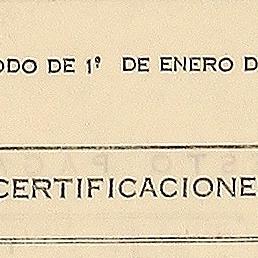 ODO DE 1º DE ENERO D
CERTIFICACIONE